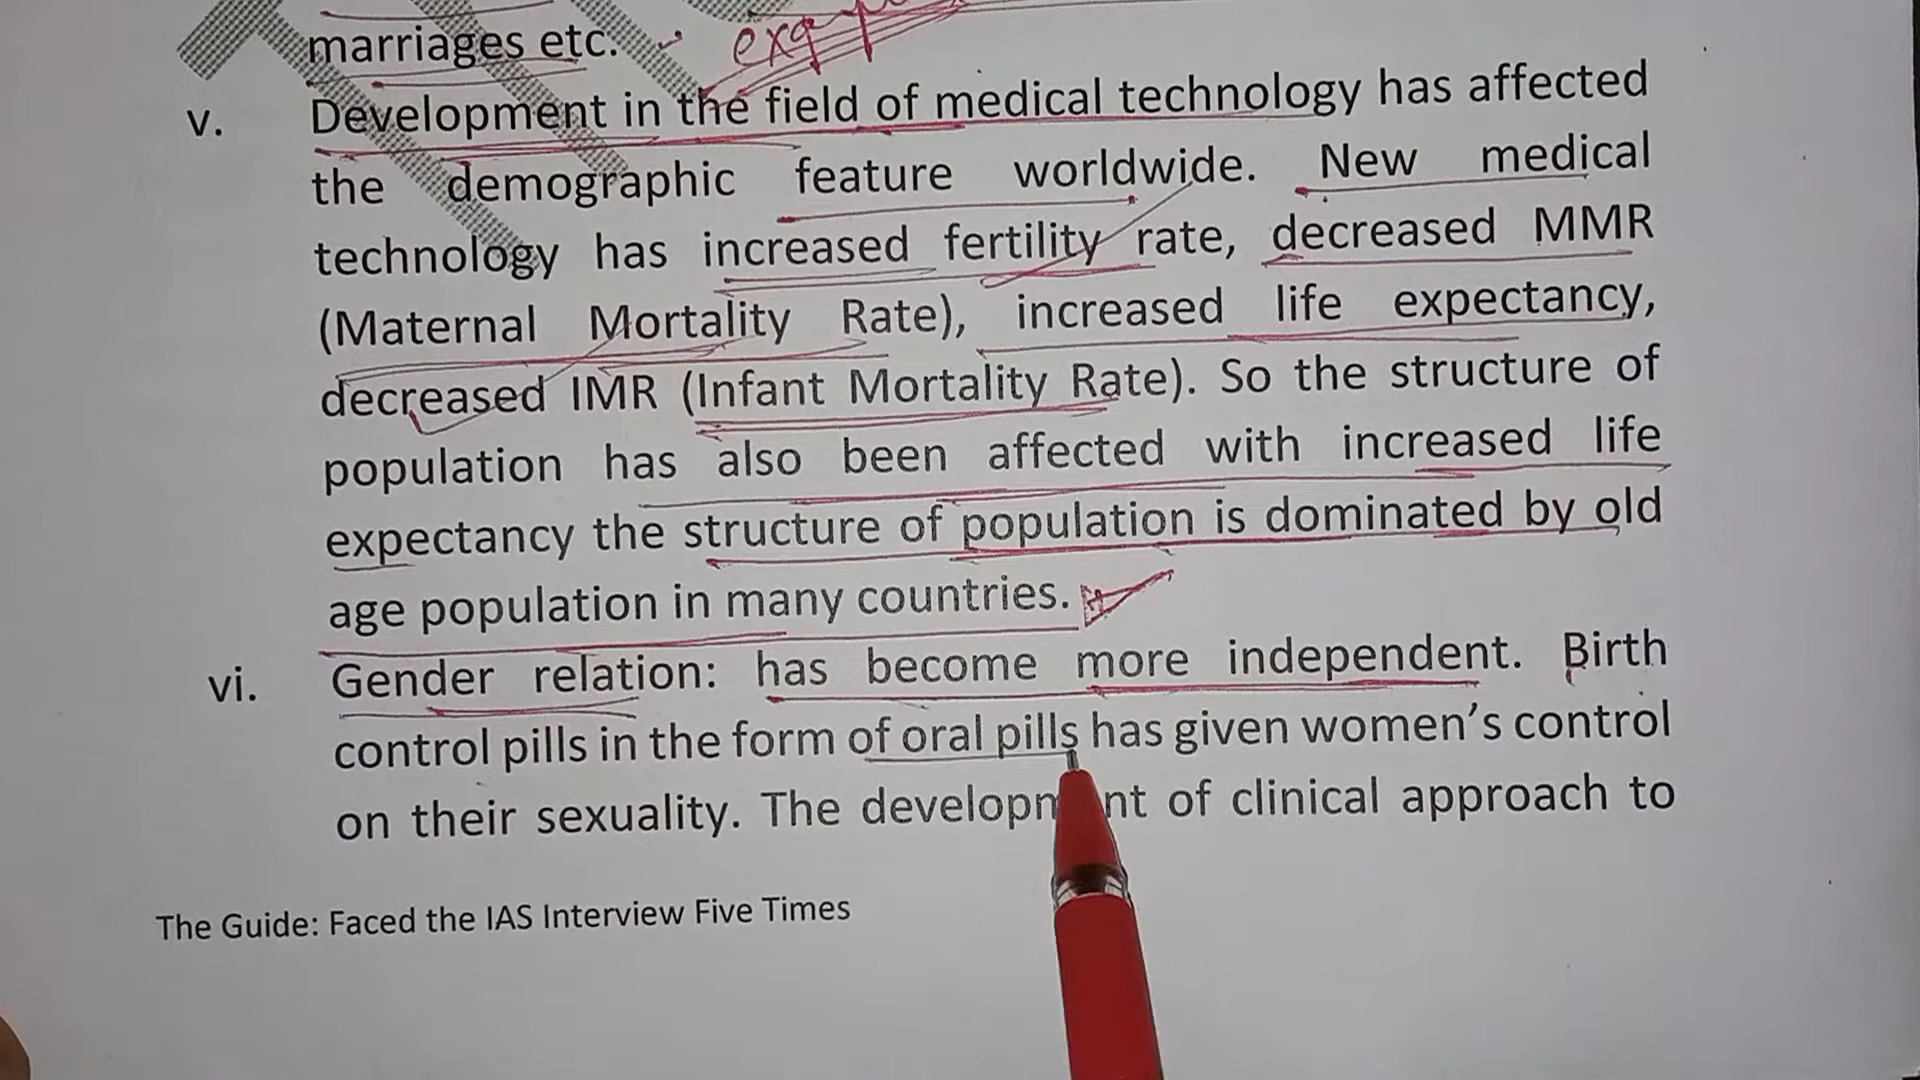 marriages etc.
v. Development in the field of medical technology has affected
the demographic feature worldwide. New medical
technology has increased fertility rate, decreased MMR
(Maternal Mortality Rate), increased life expectancy,
decreased IMR (Infant Mortality Rate). So the structure of
population has also been affected with increased life
expectancy the structure of population is dominated by old
age population in many countries.
vi. Gender relation: has become more independent. Birth
control pills in the form of oral pills has given women's control
on their sexuality. The of clinical approach to
The Guide: Faced the IAS Interview Five Times